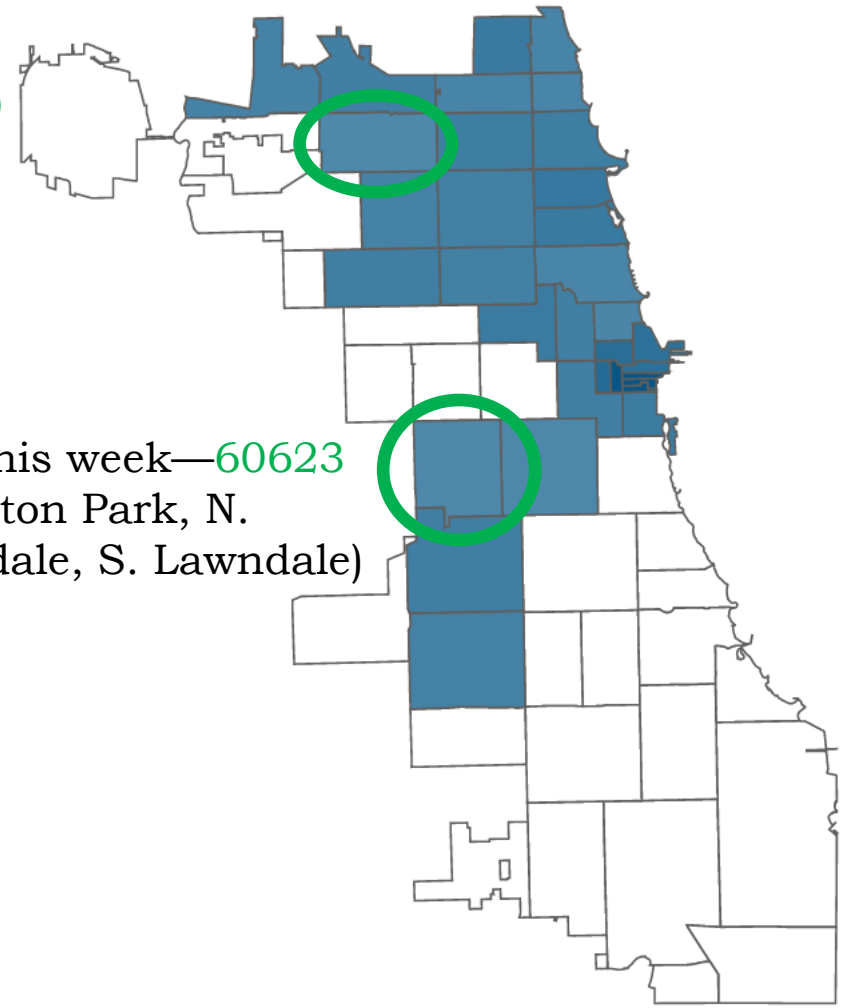 his week—60623
ton Park, N.
dale, S. Lawndale)